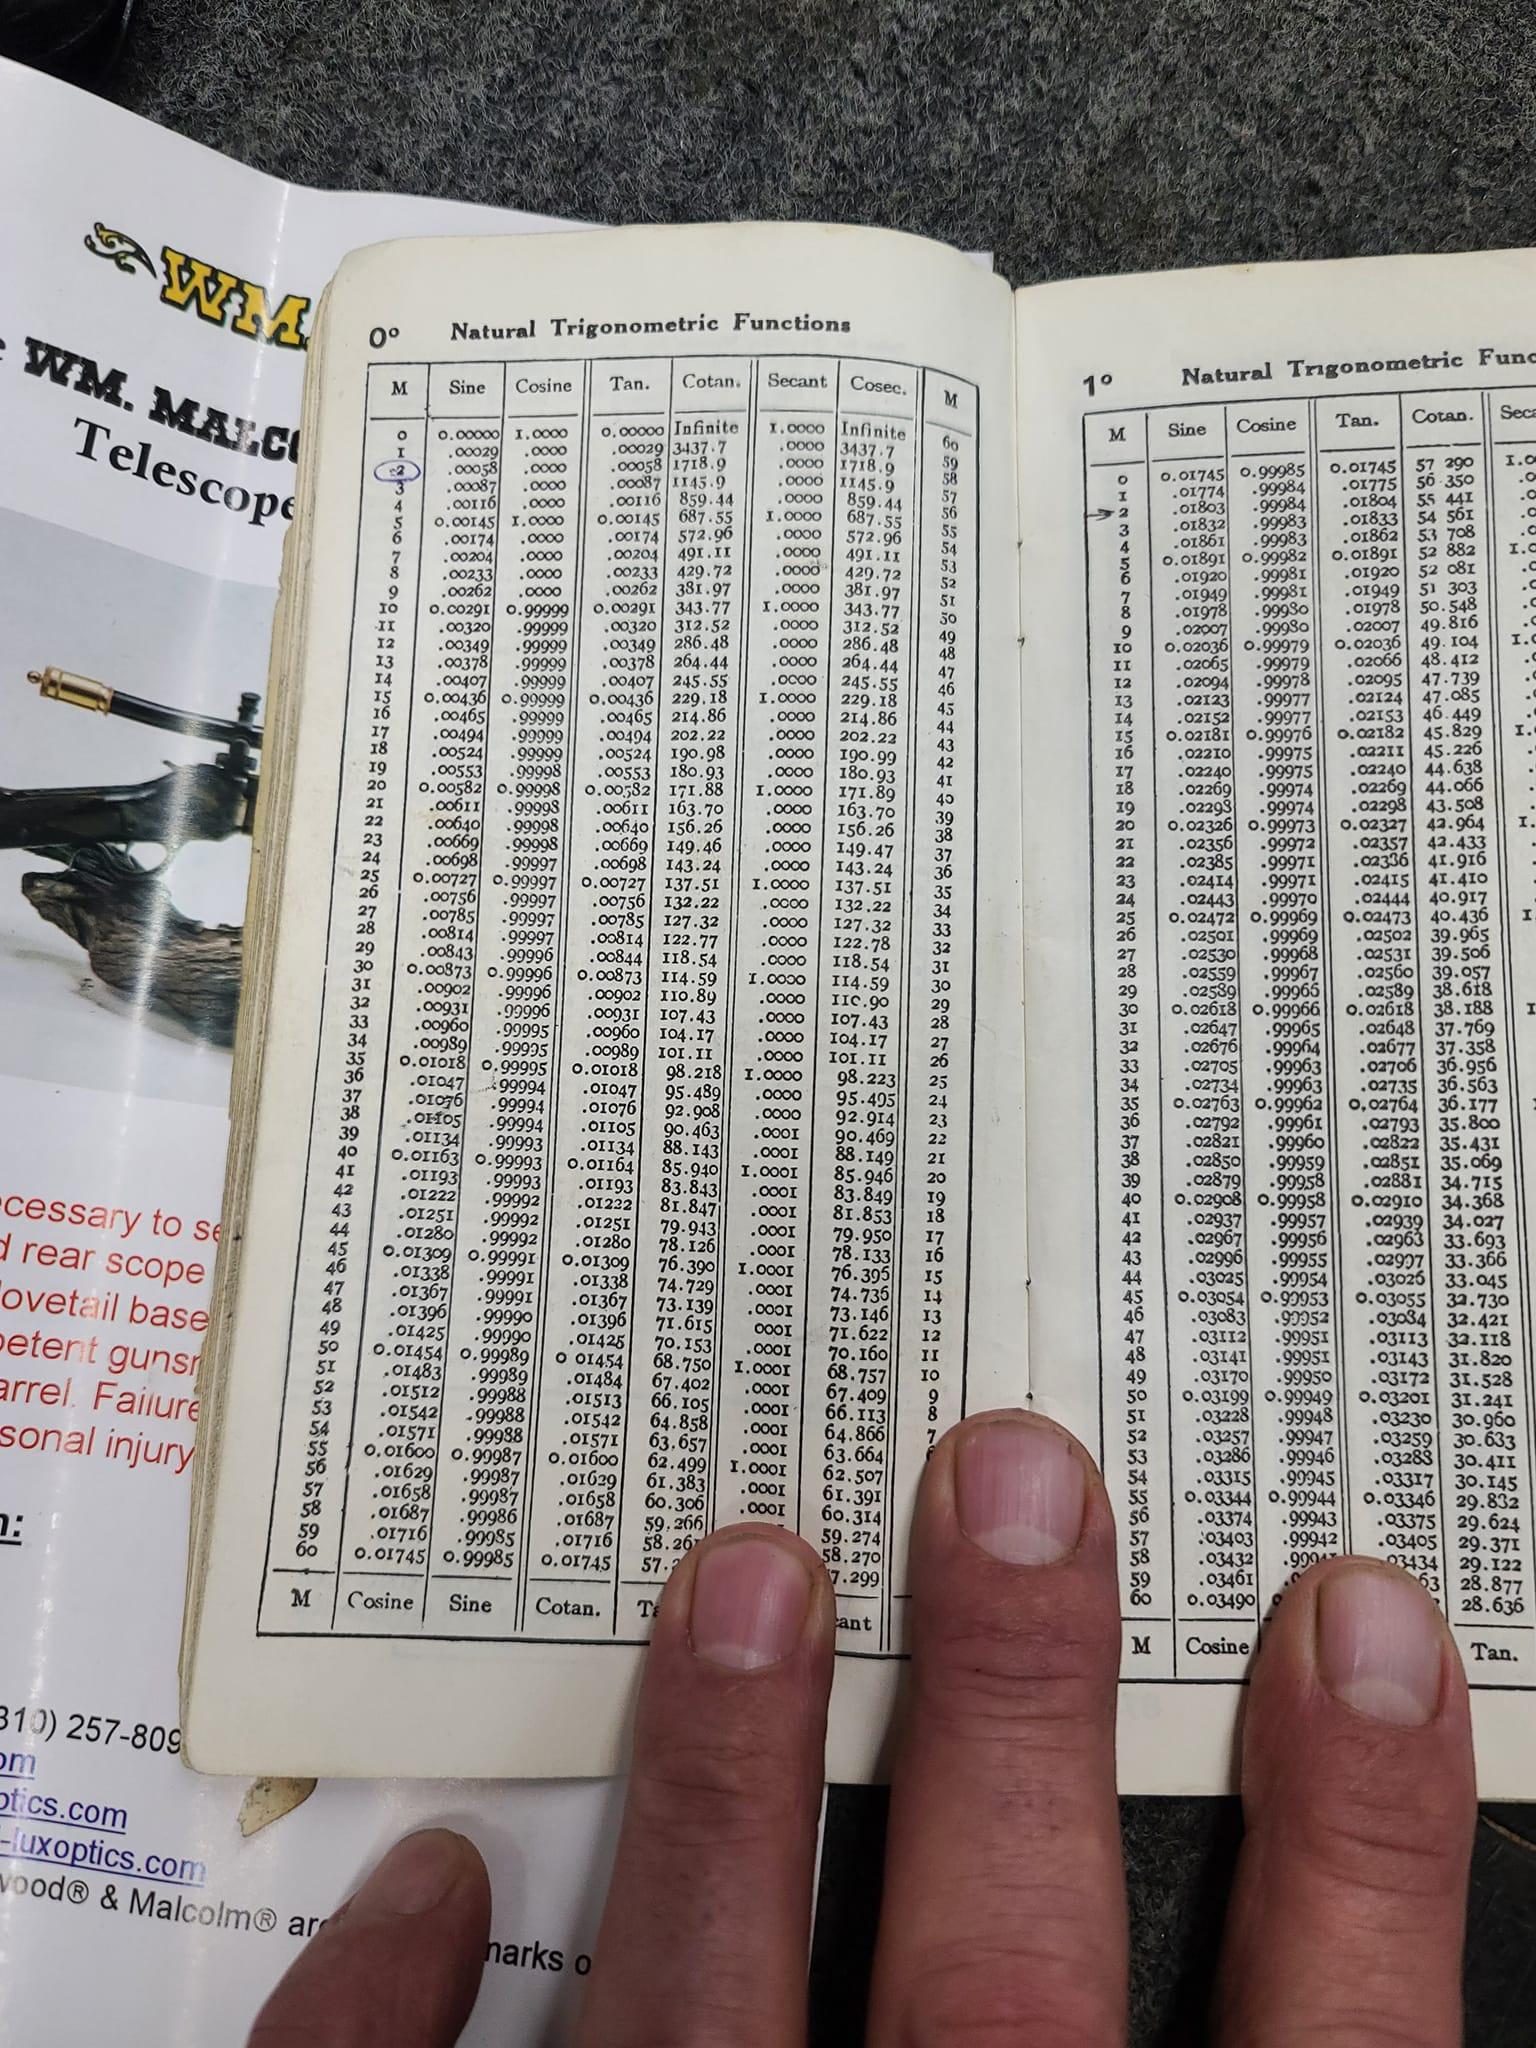 WM.
WM. MALCO
Telescope
ecessary to se
d rear scope
dovetail base
petent gunsr
arrel. Failure
sonal injury
n:
310) 257-809
om
ptics.com
-luxoptics.com
wood® & Malcolm® are
marks o
0° Natural Trigonometric Functions
M Sine Cosine Tan. Cotan. Secant Cosec. M
0 0.00000 1.0000 0.00000 Infinite 1.0000 Infinite 60
1 .00029 .0000 .00029 3437.7 .0000 3437.7 59
2 .00058 .0000 .00058 1718.9 .0000 1718.9 58
3 .00087 .0000 .00087 1145.9 .0000 1145.9 57
4 .00116 .0000 .00116 859.44 .0000 859.44 56
5 0.00145 1.0000 0.00145 687.55 1.0000 687.55 55
6 .00174 .0000 .00174 572.96 .0000 572.96 54
7 .00204 .0000 .00204 491.11 .0000 491.11 53
8 .00233 .0000 .00233 429.72 .0000 429.72 52
9 .00262 .0000 .00262 381.97 .0000 381.97 51
10 0.00291 0.99999 0.00291 343.77 1.0000 343.77 50
11 .00320 .99999 .00320 312.52 .0000 312.52 49
12 .00349 .99999 .00349 286.48 .0000 286.48 48
13 .00378 .99999 .00378 264.44 .0000 264.44 47
14 .00407 .99999 .00407 245.55 .0000 245.55 46
15 0.00436 0.99999 0.00436 229.18 1.0000 229.18 45
16 .00465 .99999 .00465 214.86 .0000 214.86 44
17 .00494 .99999 .00494 202.22 .0000 202.22 43
18 .00524 .99999 .00524 190.98 .0000 190.99 42
19 .00553 .99998 .00553 180.93 .0000 180.93 41
20 0.00582 0.99998 0.00582 171.88 1.0000 171.89 40
21 .00611 .99998 .00611 163.70 .0000 163.70 39
22 .00640 .99998 .00640 156.26 .0000 156.26 38
23 .00669 .99998 .00669 149.46 .0000 149.47 37
24 .00698 .99997 .00698 143.24 .0000 143.24 36
25 0.00727 0.99997 0.00727 137.51 1.0000 137.51 35
26 .00756 .99997 .00756 132.22 .0000 132.22 34
27 .00785 .99997 .00785 127.32 .0000 127.32 33
28 .00814 .99997 .00814 122.77 .0000 122.78 32
29 .00843 .99996 .00844 118.54 .0000 118.54 31
30 0.00873 0.99996 0.00873 114.59 1.0000 114.59 30
31 .00902 .99996 .00902 110.89 .0000 110.90 29
32 .00931 .99996 .00931 107.43 .0000 107.43 28
33 .00960 .99995 .00960 104.17 .0000 104.17 27
34 .00989 .99995 .00989 101.11 .0000 101.11 26
35 0.01018 0.99995 0.01018 98.218 1.0000 98.223 25
36 .01047 .99994 .01047 95.489 .0000 95.495 24
37 .01076 .99994 .01076 92.908 .0000 92.914 23
38 .01105 .99994 .01105 90.463 .0001 90.469 22
39 .01134 .99993 .01134 88.143 .0001 88.149 21
40 0.01163 0.99993 0.01164 85.940 1.0001 85.946 20
41 .01193 .99993 .01193 83.843 .0001 83.849 19
42 .01222 .99992 .01222 81.847 .0001 81.853 18
43 .01251 .99992 .01251 79.943 .0001 79.950 17
44 .01280 .99992 .01280 78.126 .0001 78.133 16
45 0.01309 0.99991 0.01309 76.390 1.0001 76.395 15
46 .01338 .99991 .01338 74.729 .0001 74.736 14
47 .01367 .99991 .01367 73.139 .0001 73.146 13
48 .01396 .99990 .01396 71.615 0001 71.622 12
49 .01425 .99990 .01425 70.153 .0001 70.160 11
50 0.01454 0.99989 0 01454 68.750 1.0001 68.757 10
51 .01483 .99989 .01484 67.402 .0001 67.409 9
52 .01512 .99988 .01513 66.105 .0001 66.113 8
53 .01542 .99988 .01542 64.858 .0001 64.866 7
54 .01571 .99988 .01571 63.657 .0001 63.664
55 0.01600 0.99987 0.01600 62.499 1.0001 62.507
56 .01629 .99987 .01629 61.383 .0001 61.391
57 .01658 .99987 .01658 60.306 .0001 60.314
58 .01687 .99986 .01687 59.266 59.274
59 .01716 .99985 .01716 58.26 58.270
60 0.01745 0.99985 0.01745 57. 7.299
M Cosine Sine Cotan. Ta ant
1° Natural Trigonometric Func
M Sine Cosine Tan. Cotan. Seca
0 0.01745 0.99985 0.01745 57 290 1.0
1 .01774 .99984 .01775 56 350
2 .01803 .99984 .01804 55 441
3 .01832 .99983 .01833 54 561
4 .01861 .99983 .01862 53 708
5 0.01891 0.99982 0.01891 52 882 1.0
6 .01920 .99981 .01920 52 081
7 .01949 .99981 .01949 51 303
8 .01978 .99980 .01978 50.548
9 .02007 .99980 .02007 49.816
10 0.02036 0.99979 0.02036 49.104 1.
11 .02065 .99979 .02066 48.412
12 .02094 .99978 .02095 47.739
13 .02123 .99977 .02124 47.085
14 .02152 .99977 .02153 46.449
15 0.02181 0.99976 0.02182 45.829 1.
16 .02210 .99975 .02211 45.226
17 .02240 .99975 .02240 44.638
18 .02269 .99974 .02269 44.066
19 .02298 .99974 .02298 43.508
20 0.02326 0.99973 0.02327 42.964 1.
21 .02356 .99972 .02357 42.433
22 .02385 .99971 .02386 41.916
23 .02414 .99971 .02415 41.410
24 .02443 .99970 .02444 40.917
25 0.02472 0.99969 0.02473 40.436 1
26 .02501 .99969 .02502 39.965
27 .02530 .99968 .02531 39.506
28 .02559 .99967 .02560 39.057
29 .02589 .99966 .02589 38.618
30 0.02618 0.99966 0.02618 38.188 1
31 .02647 .99965 .02648 37.769
32 .02676 .99964 .02677 37.358
33 .02705 .99963 .02706 36.956
34 .02734 .99963 .02735 36.563
35 0.02763 0.99962 0.02764 36.177
36 .02792 .99961 .02793 35.800
37 .02821 .99960 .02822 35.431
38 .02850 .99959 .02851 35.069
39 .02879 .99958 .02881 34.715
40 0.02908 0.99958 0.02910 34.368
41 .02937 .99957 .02939 34.027
42 .02967 .99956 .02963 33.693
43 .02996 .99955 .02997 33.366
44 .03025 .99954 .03026 33.045
45 0.03054 0.99953 0.03055 32.730
46 .03083 .99952 .03084 32.421
47 .03112 .99951 .03113 32.118
48 .03141 .99951 .03143 31.820
49 .03170 .99950 .03172 31.528
50 0.03199 0.99949 0.03201 31.241
51 .03228 .99948 .03230 30.960
52 .03257 .99947 .03259 30.633
53 .03286 .99946 .03288 30.411
54 .03315 .99945 .03317 30.145
55 0.03344 0.99944 0.03346 29.832
56 .03374 .99943 .03375 29.624
57 .03403 .99942 .03405 29.371
58 .03432 .9994 03434 29.122
59 .03461 63 28.877
60 0.03490 28.636
M Cosine Tan.